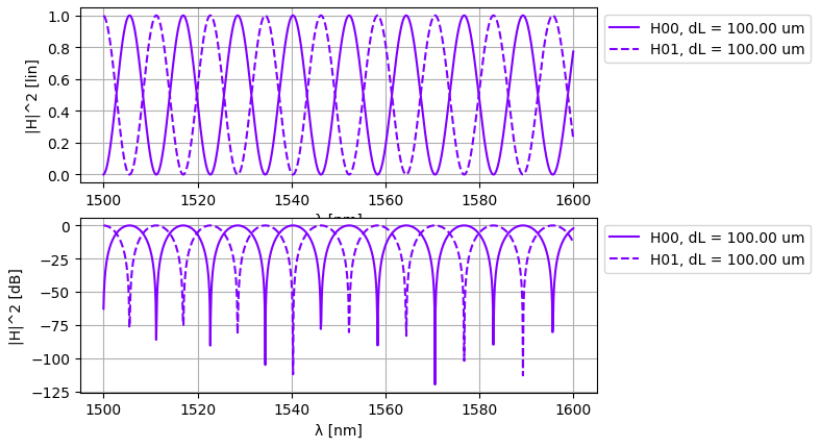 1.0
0.8
0.6
0.4
0.2
0.0
|H|^2 [lin]
1500 1520 1540 1560 1580 1600
λ [nm]
H00, dL = 100.00 um
H01, dL = 100.00 um
0
−25
−50
−75
−100
−125
|H|^2 [dB]
1500 1520 1540 1560 1580 1600
λ [nm]
H00, dL = 100.00 um
H01, dL = 100.00 um